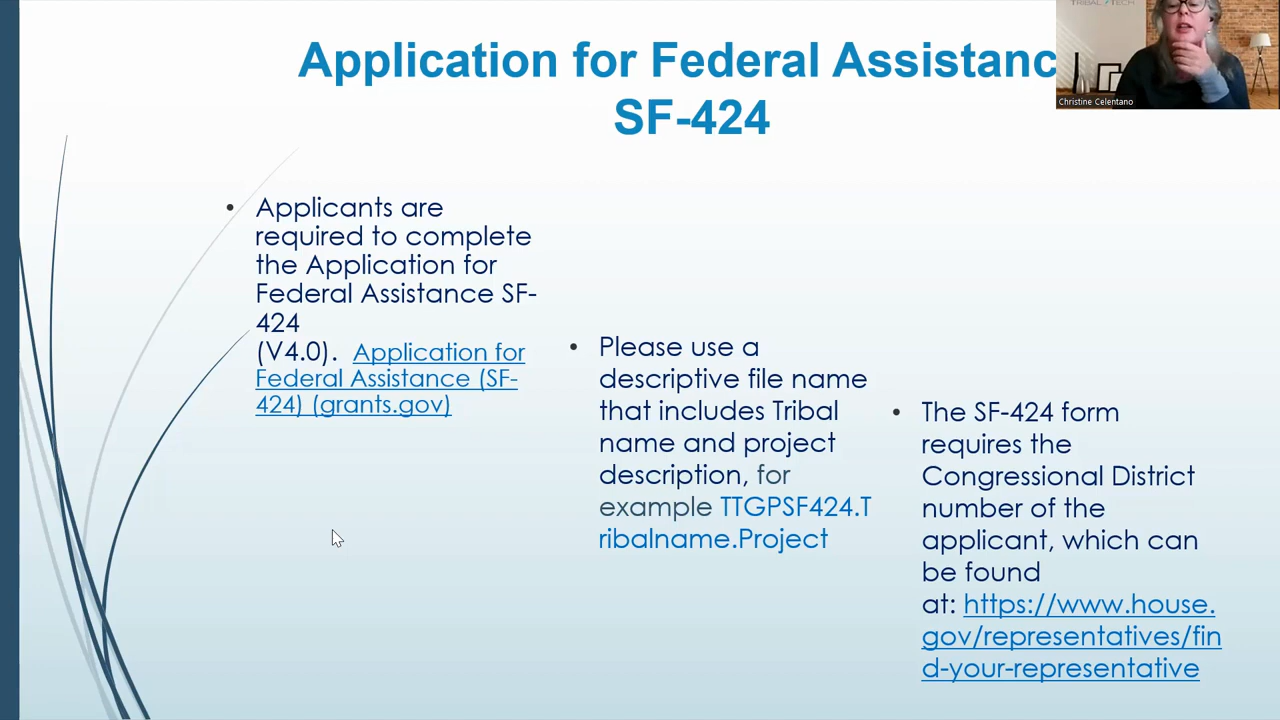 Application for Federal Assistanc
SF-424
TRIBAL TECH
Christine Celentano
• Applicants are
required to complete
the Application for
Federal Assistance SF-
424
(V4.0). Application for
Federal Assistance (SF-
424) (grants.gov)
• Please use a
descriptive file name
that includes Tribal
name and project
description, for
example TTGPSF424.T
ribalname.Project
• The SF-424 form
requires the
Congressional District
number of the
applicant, which can
be found
at: https://www.house.
gov/representatives/fin
d-your-representative